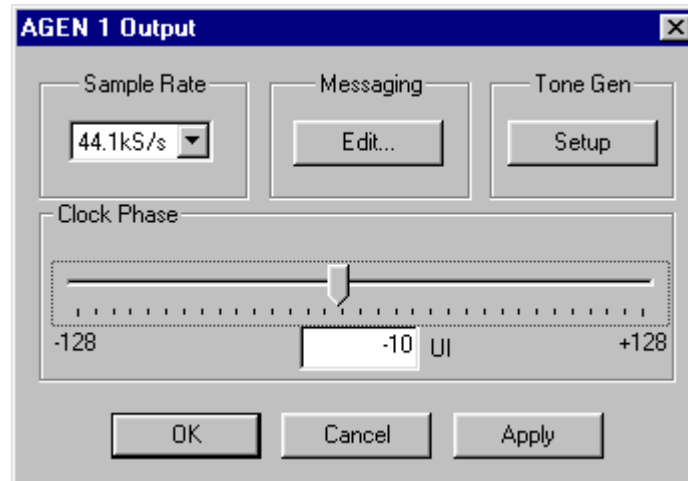 AGEN 1 Output
Sample Rate
Messaging
Tone Gen
44.1kS/s
Edit...
Setup
Clock Phase
-128
-10 UI
+128
OK
Cancel
Apply